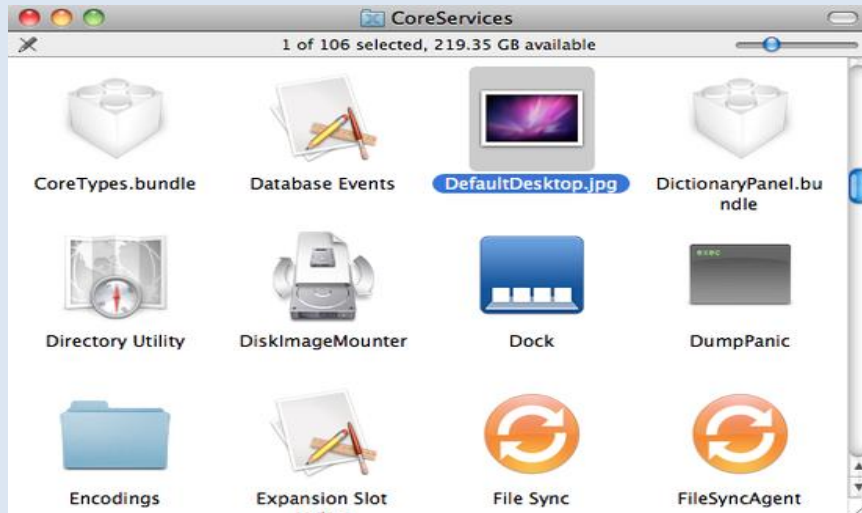 CoreServices
1 of 106 selected, 219.35 GB available
CoreTypes.bundle
Database Events
DefaultDesktop.jpg
DictionaryPanel.bu
ndle
exec
Directory Utility
DiskImageMounter
Dock
DumpPanic
Encodings
Expansion Slot
File Sync
FileSyncAgent